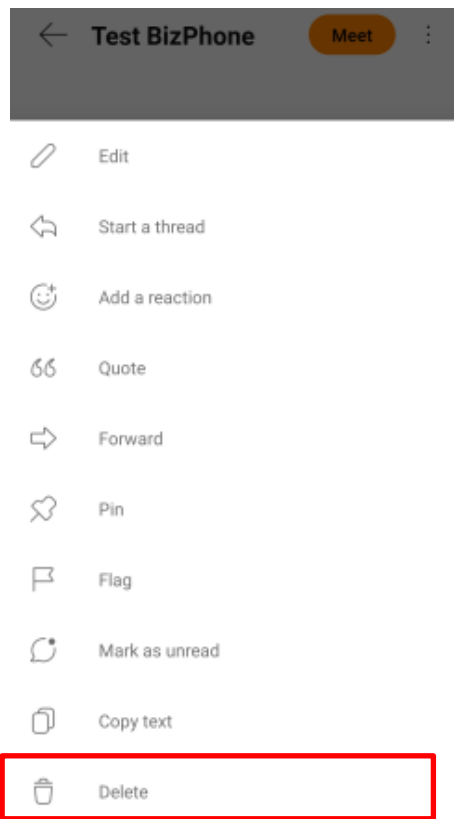 Test BizPhone
Meet
Edit
Start a thread
Add a reaction
Quote
Forward
Pin
Flag
Mark as unread
Copy text
Delete